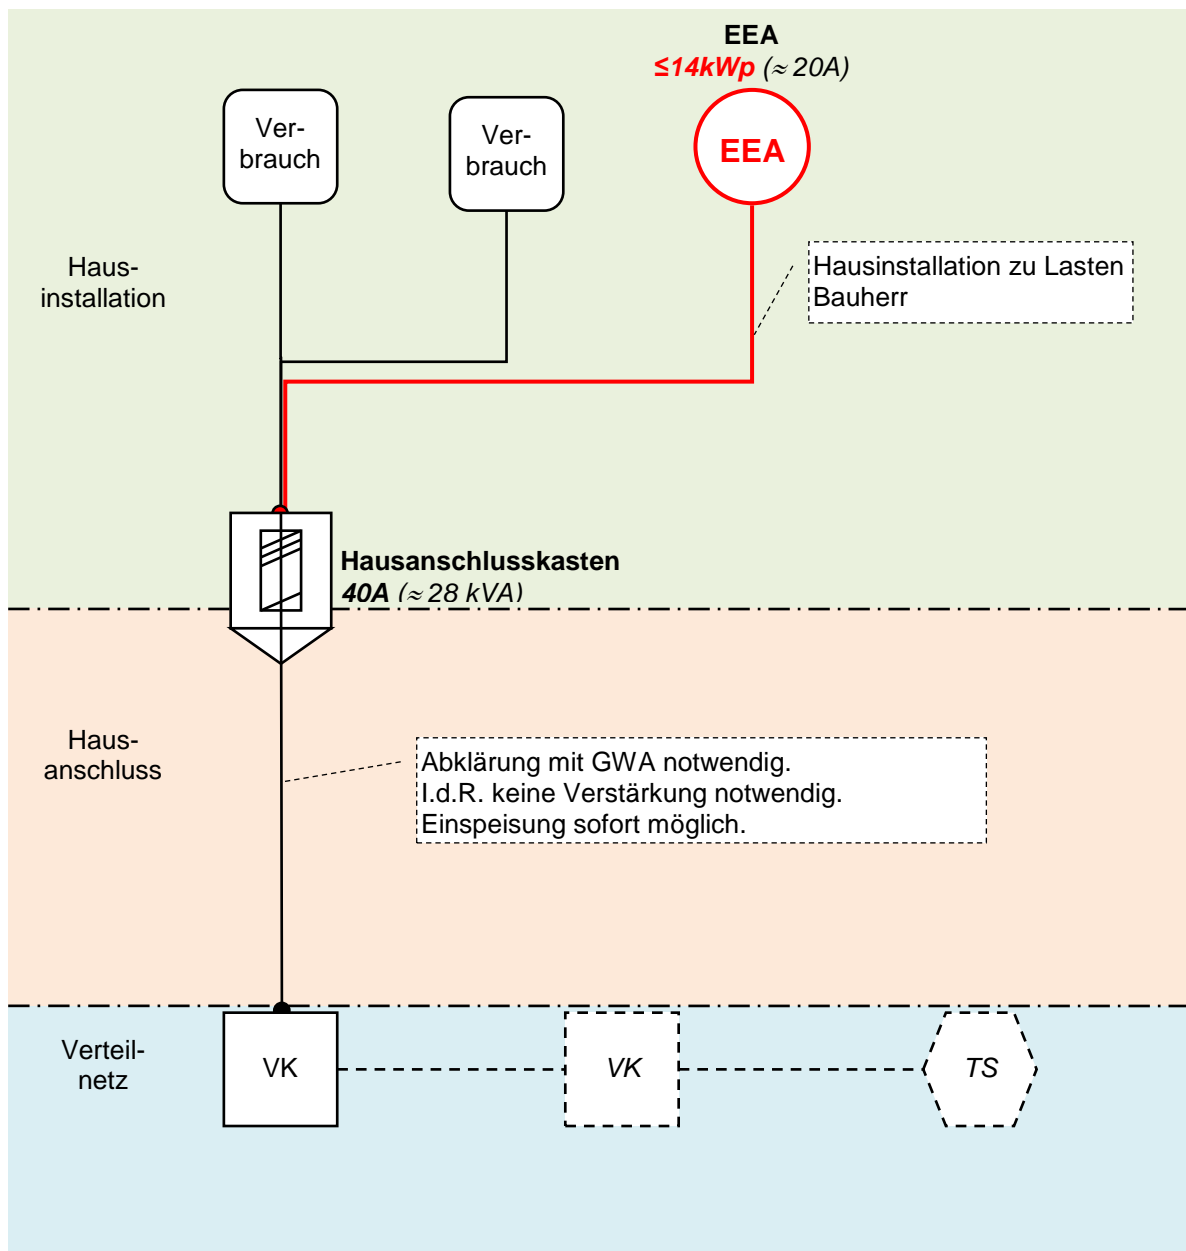 EEA
≤14kWp (≈20A)
Ver-
brauch
Ver-
brauch
EEA
Haus-
installation
Hausinstallation zu Lasten
Bauherr
Hausanschlusskasten
40A (≈28 kVA)
Haus-
anschluss
Abklärung mit GWA notwendig.
I.d.R. keine Verstärkung notwendig.
Einspeisung sofort möglich.
Verteil-
netz
VK
VK
TS